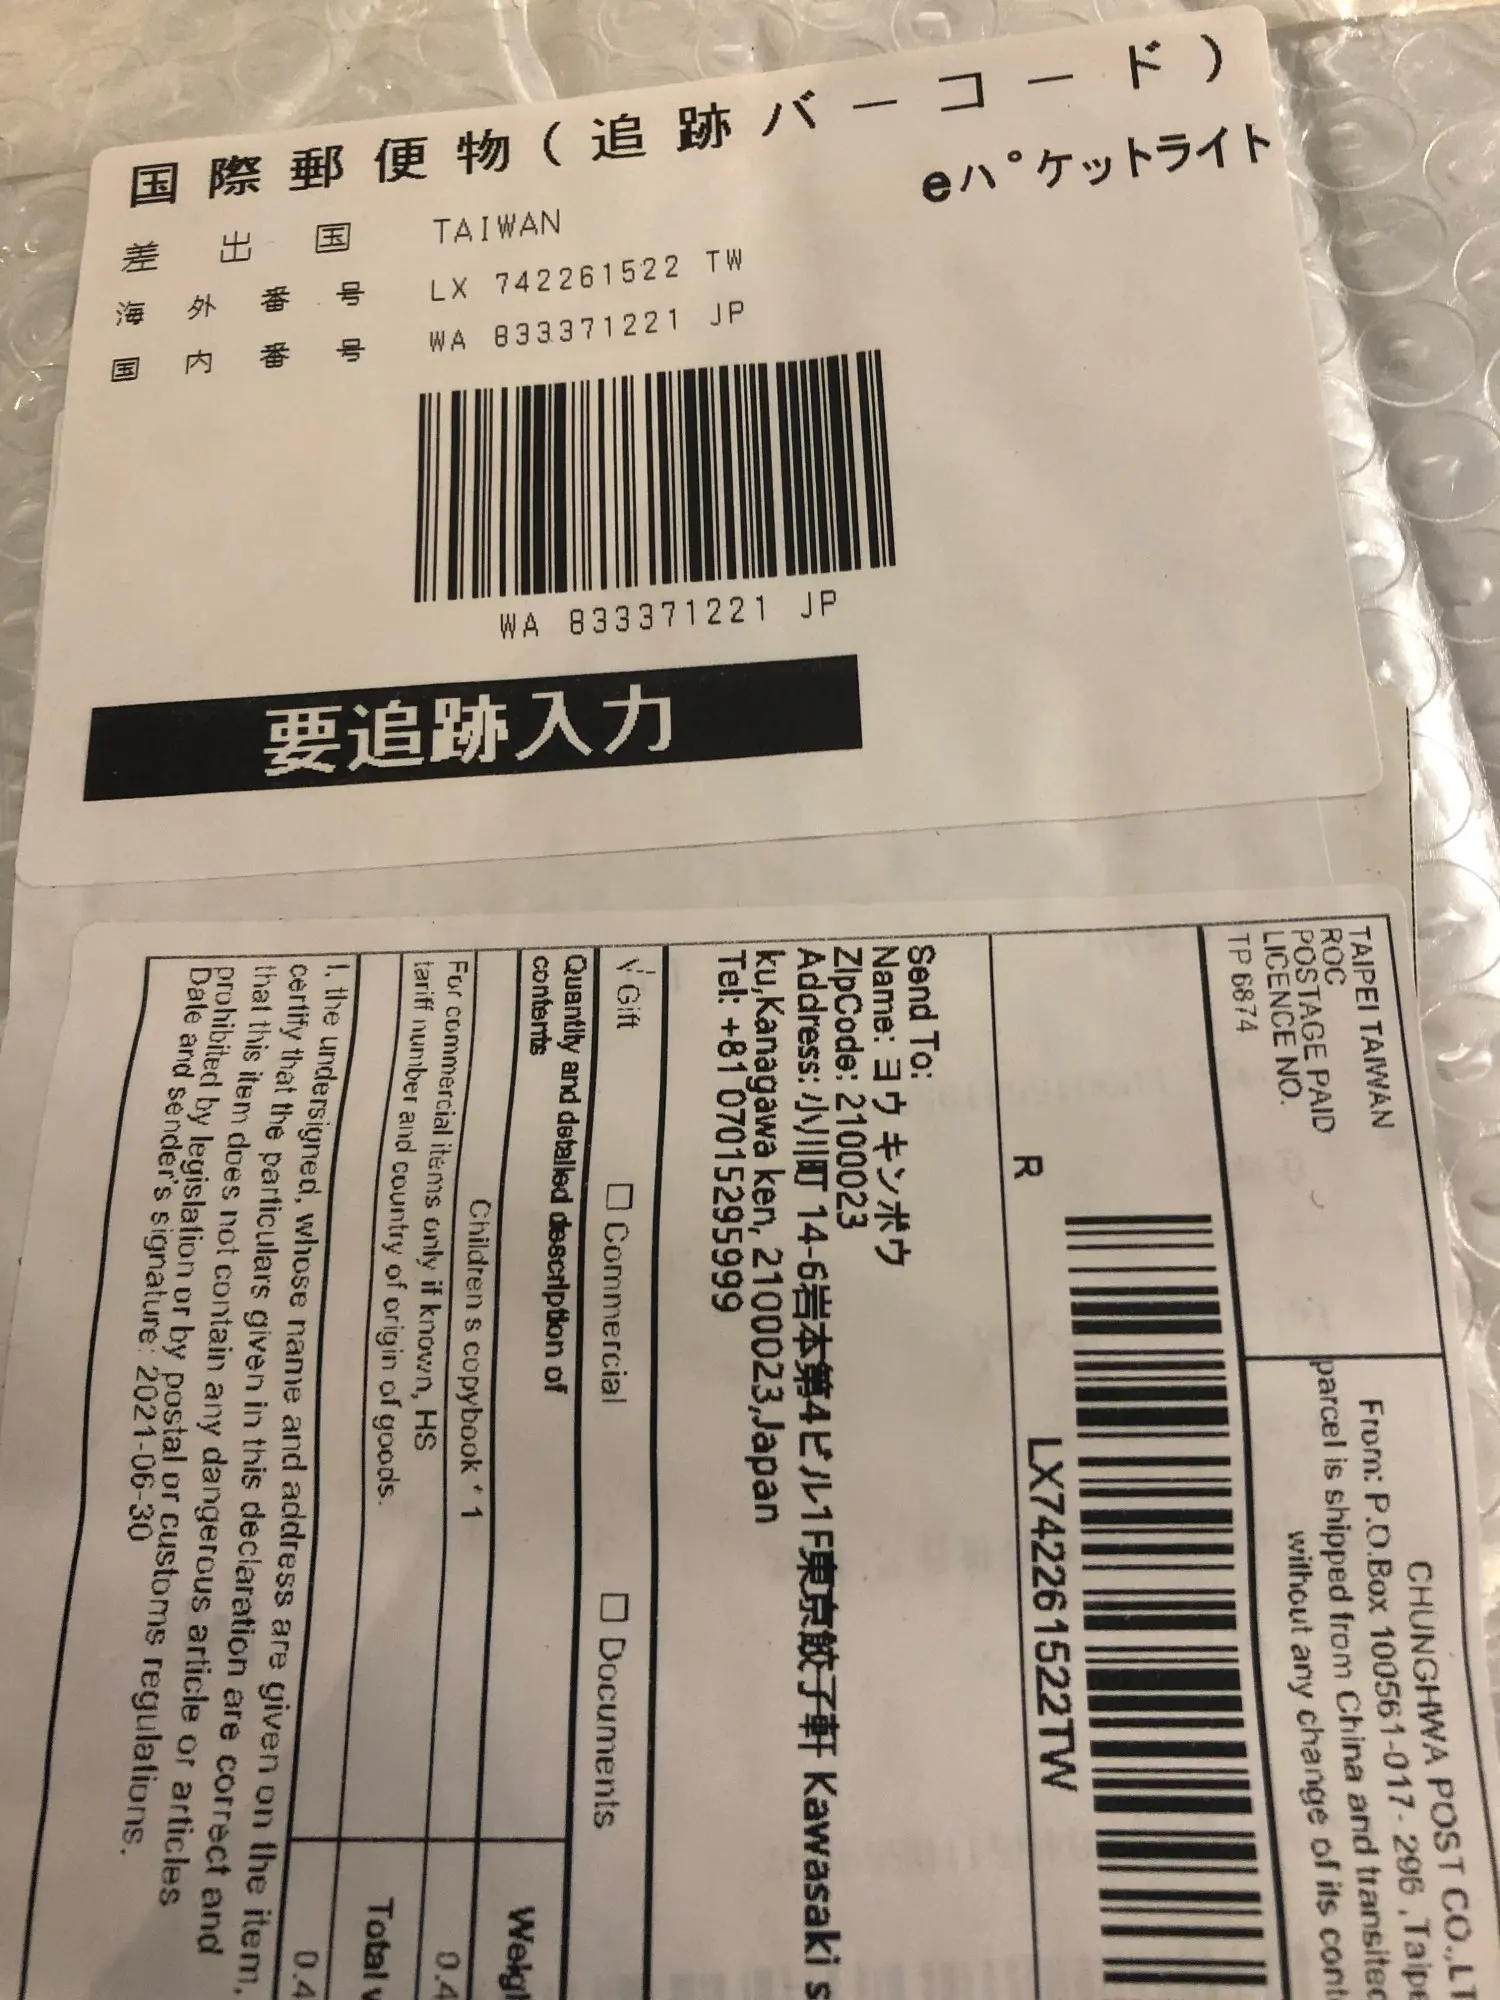 国際郵便物(追跡バーコード)
eパケットライト
差出国 TAIWAN
海外番号 LX 742261522 TW
国内番号 WA 833371221 JP
WA 833371221 JP
要追跡入力
TAIPEI TAIWAN
ROC
POSTAGE PAID
LICENCE NO.
TP 6874
CHUNGHWA POST CO.,LT
From: P.O.Box 100561-017- 296 ,Taipe
parcel is shipped from China and transited
without any change of its cont
R
LX742261522TW
Send To:
Name: ヨウ キンポウ
ZipCode: 2100023
Address: 小川町 14-6岩本第4ビル1F東京餃子軒 Kawasaki s
ku,Kanagawa ken, 2100023,Japan
Tel: +81 07015295999
√ Gift □ Commercial □ Documents
Quantity and detailed description of
contents
Weigh
Children s copybook * 1
0.4
For commercial items only if known, HS
tariff number and country of origin of goods.
Total v
0.4
I, the undersigned, whose name and address are given on the item,
certify that the particulars given in this declaration are correct and
that this item does not contain any dangerous article or articles
prohibited by legislation or by postal or customs regulations.
Date and sender's signature: 2021-06-30